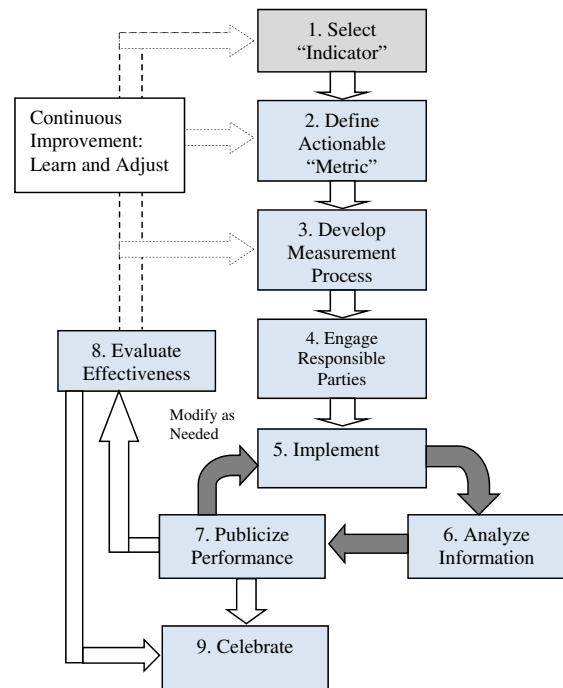 1. Select
“Indicator”
Continuous
Improvement:
Learn and Adjust
2. Define
Actionable
“Metric”
3. Develop
Measurement
Process
4. Engage
Responsible
Parties
8. Evaluate
Effectiveness
Modify as
Needed
5. Implement
7. Publicize
Performance
6. Analyze
Information
9. Celebrate